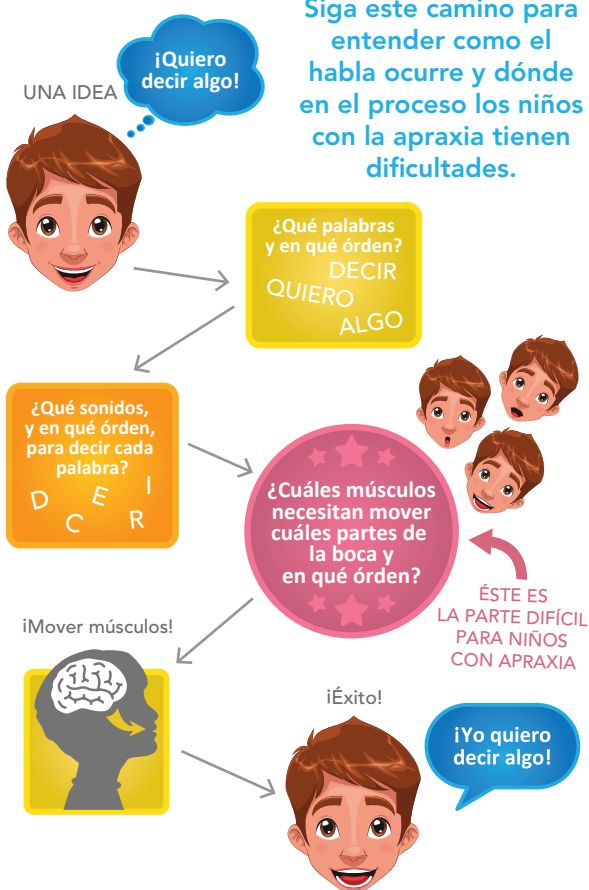 Siga este camino para
entender como el
habla ocurre y dónde
en el proceso los niños
con la apraxia tienen
dificultades.
UNA IDEA
¡Quiero
decir algo!
¿Qué palabras
y en qué órden?
DECIR
QUIERO
ALGO
¿Qué sonidos,
y en qué órden,
para decir cada
palabra?
D C E R I
¿Cuáles músculos
necesitan mover
cuáles partes de
la boca y
en qué órden?
ÉSTE ES
LA PARTE DIFÍCIL
PARA NIÑOS
CON APRAXIA
¡Mover músculos!
¡Éxito!
¡Yo quiero
decir algo!